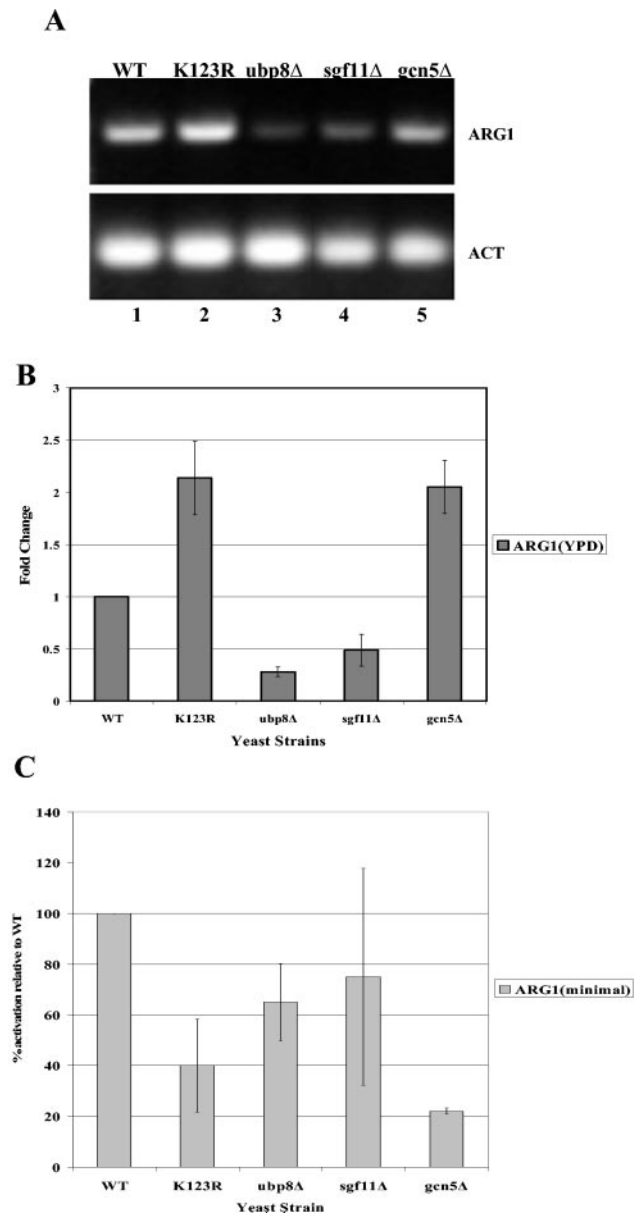 A
WT K123R ubp8Δ sgf11Δ gcn5Δ
ARG1
ACT
1 2 3 4 5
B
3
2.5
2
1.5
1
0.5
0
Fold Change
WT K123R ubp8Δ sgf11Δ gcn5Δ
Yeast Strains
ARG1(YPD)
C
140
120
100
80
60
40
20
0
% activation relative to WT
WT K123R ubp8Δ sgf11Δ gcn5Δ
Yeast Strain
ARG1(minimal)